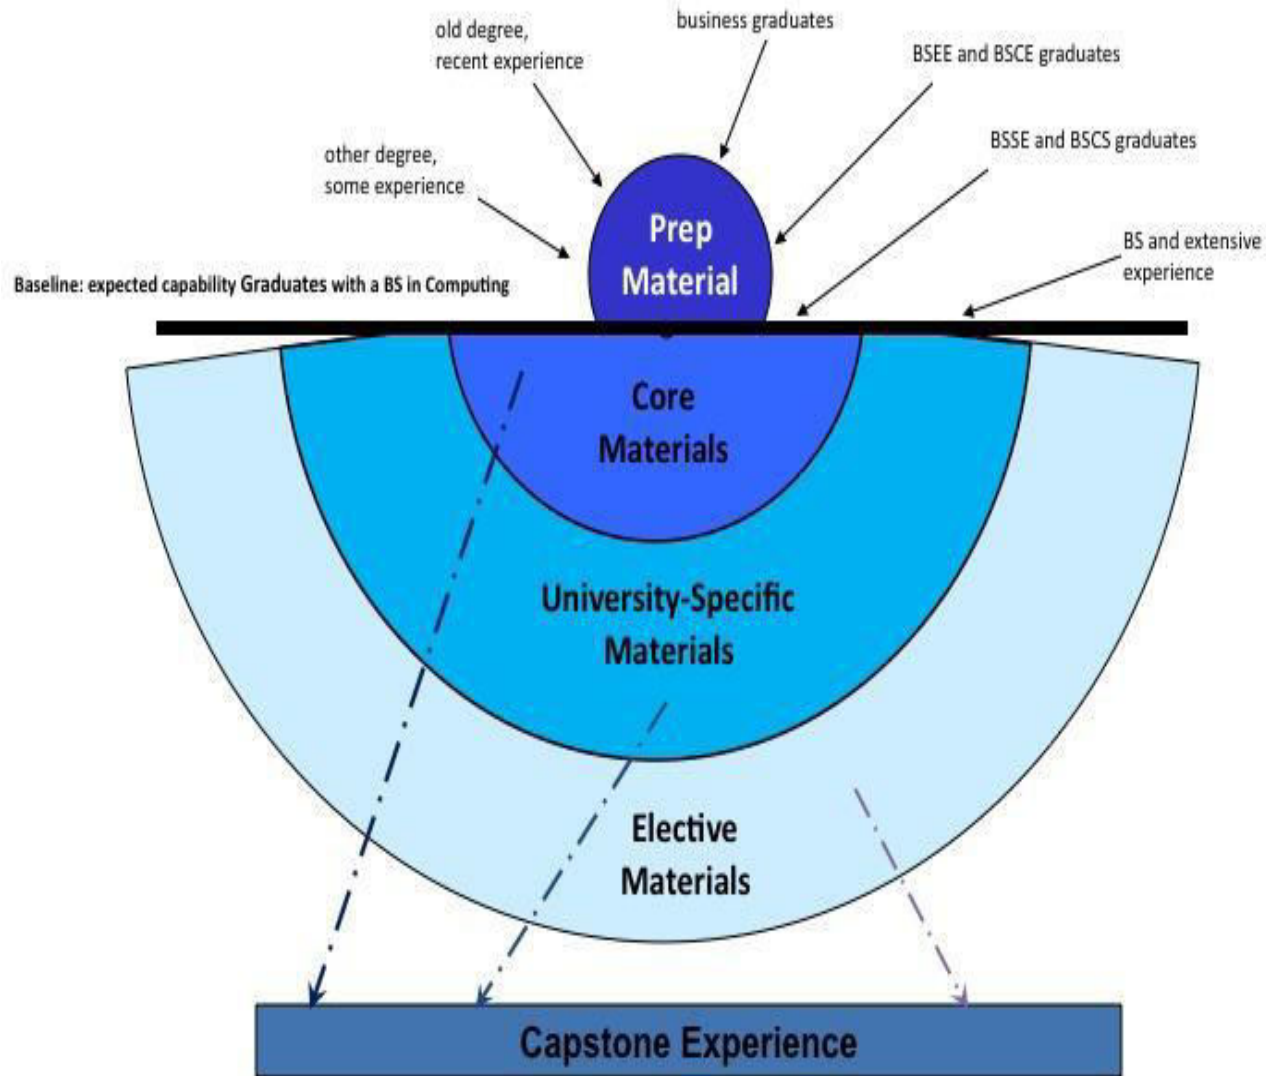 business graduates
old degree,
recent experience
BSEE and BSCE graduates
BSSE and BSCS graduates
other degree,
some experience
Prep
Material
BS and extensive
experience
Baseline: expected capability Graduates with a BS in Computing
Core
Materials
University-Specific
Materials
Elective
Materials
Capstone Experience